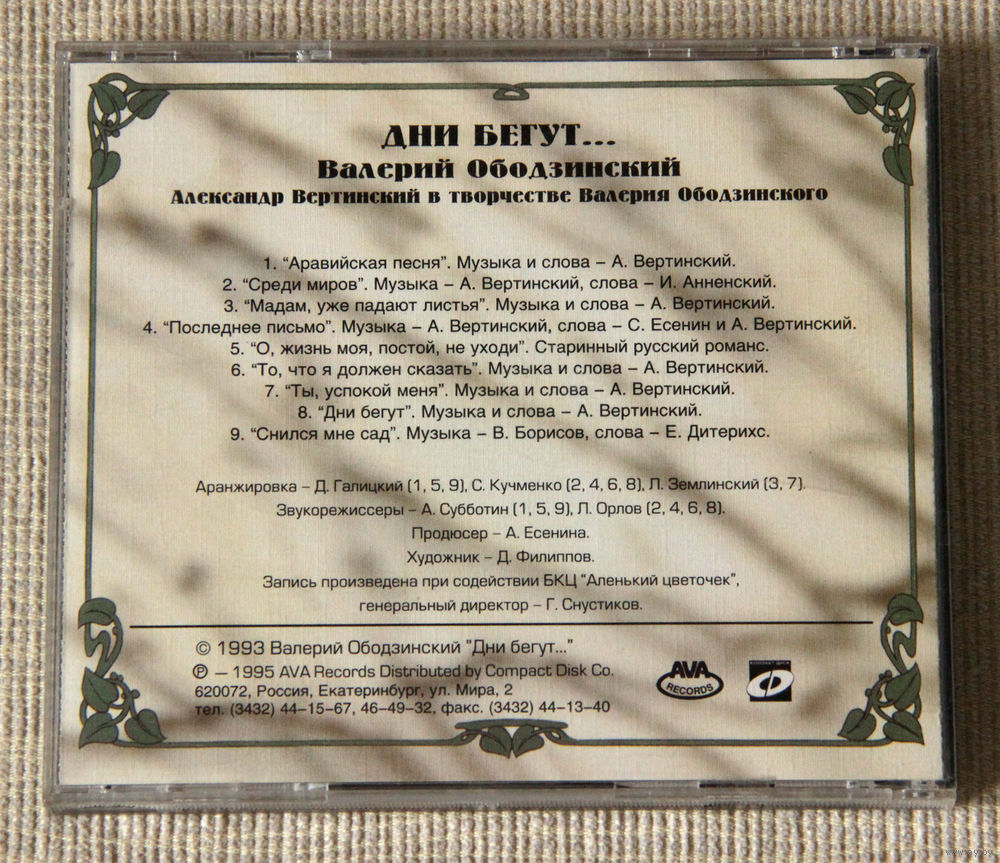 ДНИ БЕГУТ...
Валерий Ободзинский
Александр Вертинский в творчестве Валерия Ободзинского
1. “Аравийская песня”. Музыка и слова – А. Вертинский.
2. “Среди миров”. Музыка – А. Вертинский, слова – И. Анненский.
3. “Мадам, уже падают листья”. Музыка и слова – А. Вертинский.
4. “Последнее письмо”. Музыка – А. Вертинский, слова – С. Есенин и А. Вертинский.
5. “О, жизнь моя, постой, не уходи”. Старинный русский романс.
6. “То, что я должен сказать”. Музыка и слова – А. Вертинский.
7. “Ты, успокой меня”. Музыка и слова – А. Вертинский.
8. “Дни бегут”. Музыка и слова – А. Вертинский.
9. “Снился мне сад”. Музыка – В. Борисов, слова – Е. Дитерихс.
Аранжировка – Д. Галицкий (1, 5, 9), С. Кучменко (2, 4, 6, 8), Л. Землинский (3, 7).
Звукорежиссеры – А. Субботин (1, 5, 9), Л. Орлов (2, 4, 6, 8).
Продюсер – А. Есенина.
Художник – Д. Филиппов.
Запись произведена при содействии БКЦ “Аленький цветочек”,
генеральный директор – Г. Снустиков.
© 1993 Валерий Ободзинский "Дни бегут..."
℗ – 1995 AVA Records Distributed by Compact Disk Co.
620072, Россия, Екатеринбург, ул. Мира, 2
тел. (3432) 44-15-67, 46-49-32, факс. (3432) 44-13-40
AVA
RECORDS
КОМПАКТ ДИСК